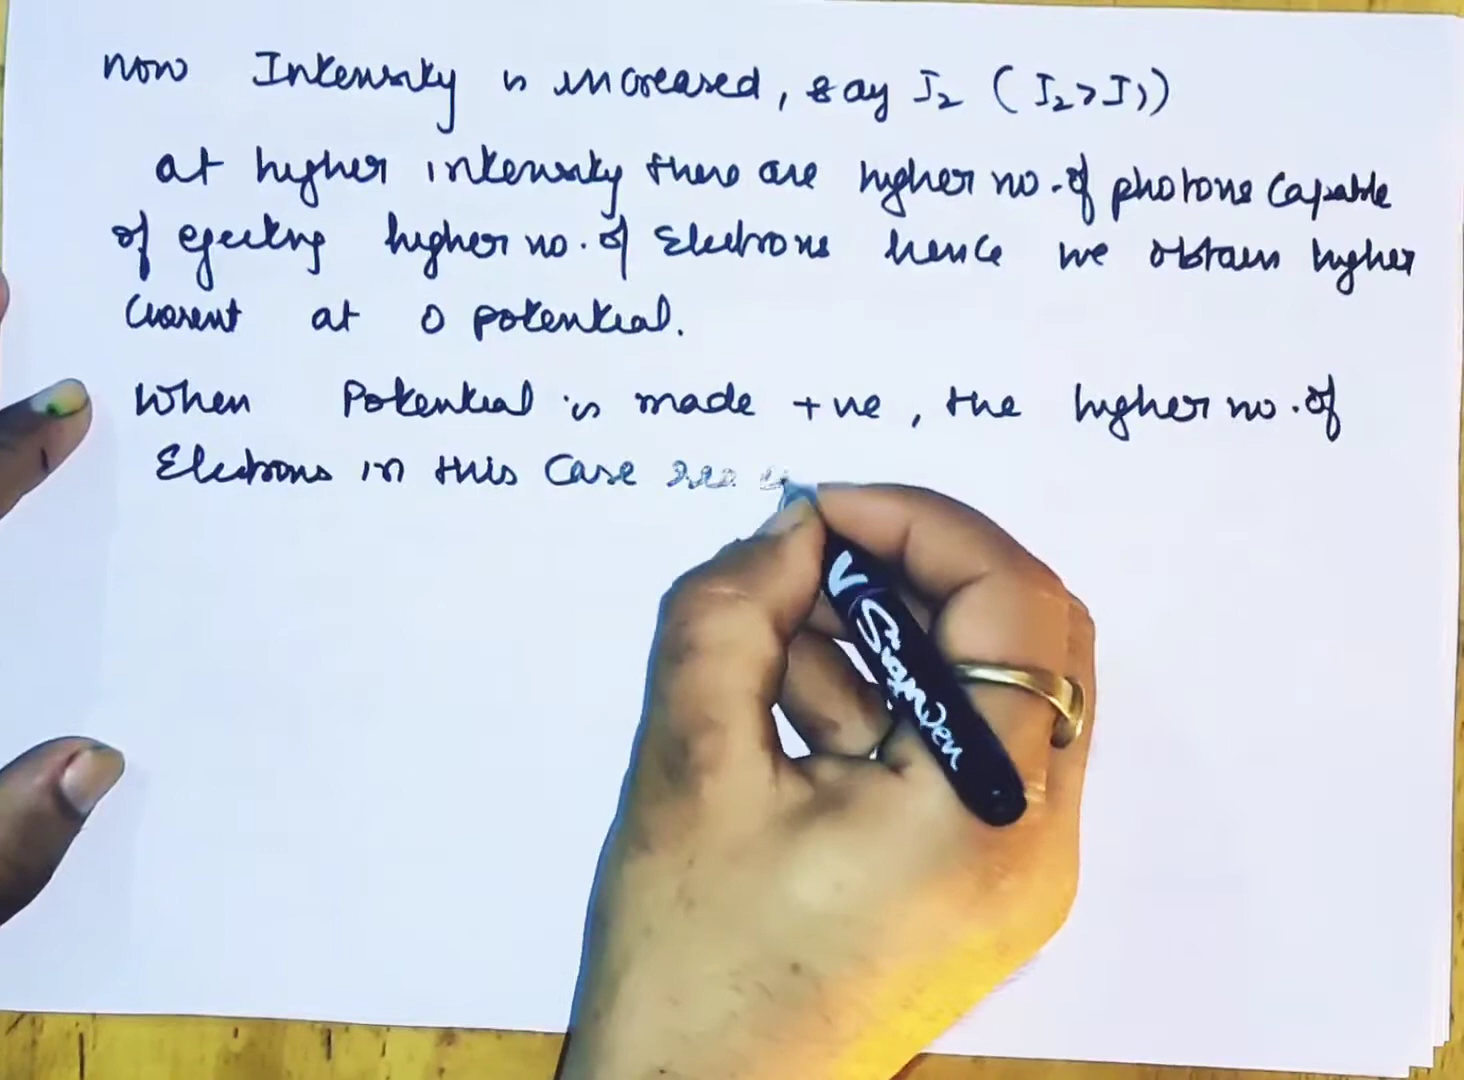 now Intensity is increased, say I₂ (I₂>I₁)
at higher intensity there are higher no. of photons capable
of ejecting higher no. of Electrons hence we obtain higher
Current at 0 potential.
When Potential is made +ve, the higher no. of
Electrons in this case